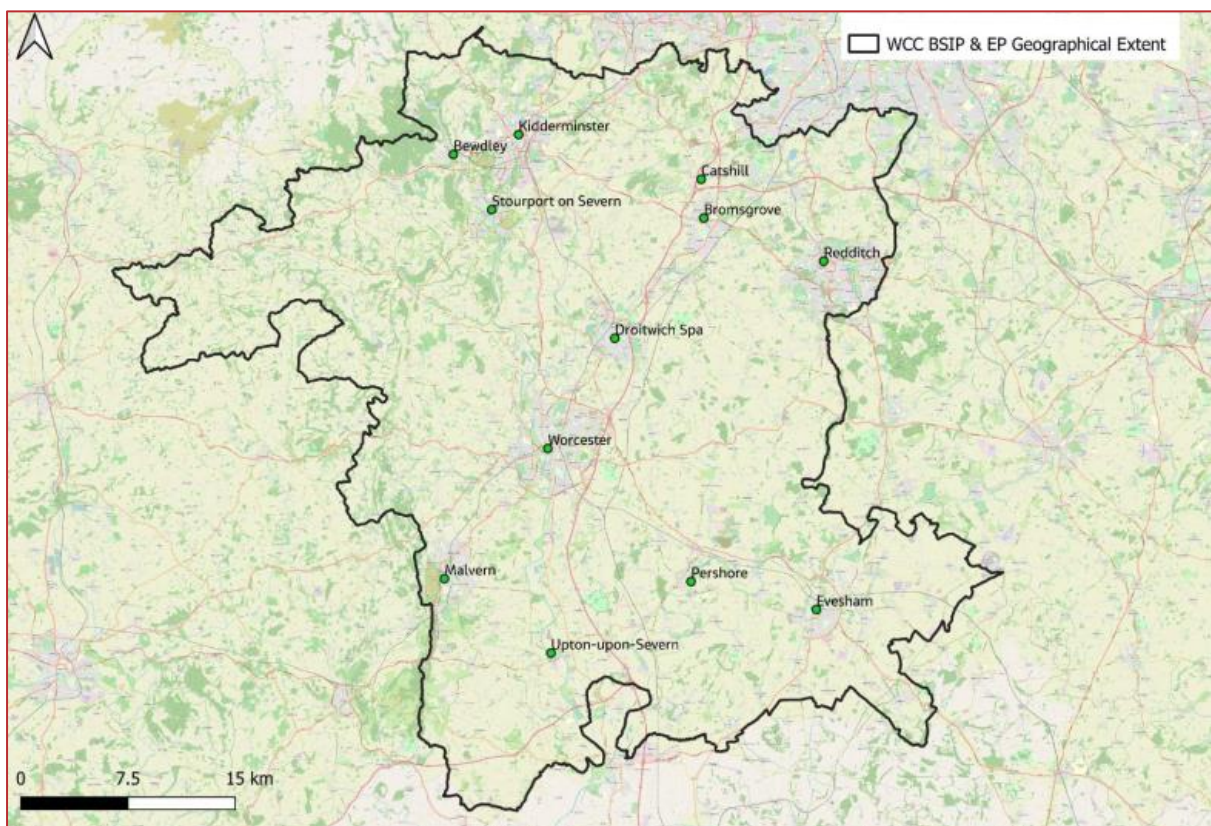 WCC BSIP & EP Geographical Extent
Kidderminster
Bewdley
Catshill
Stourport on Severn
Bromsgrove
Redditch
Droitwich Spa
Worcester
Malvern
Pershore
Evesham
Upton-upon-Severn
0 7.5 15 km